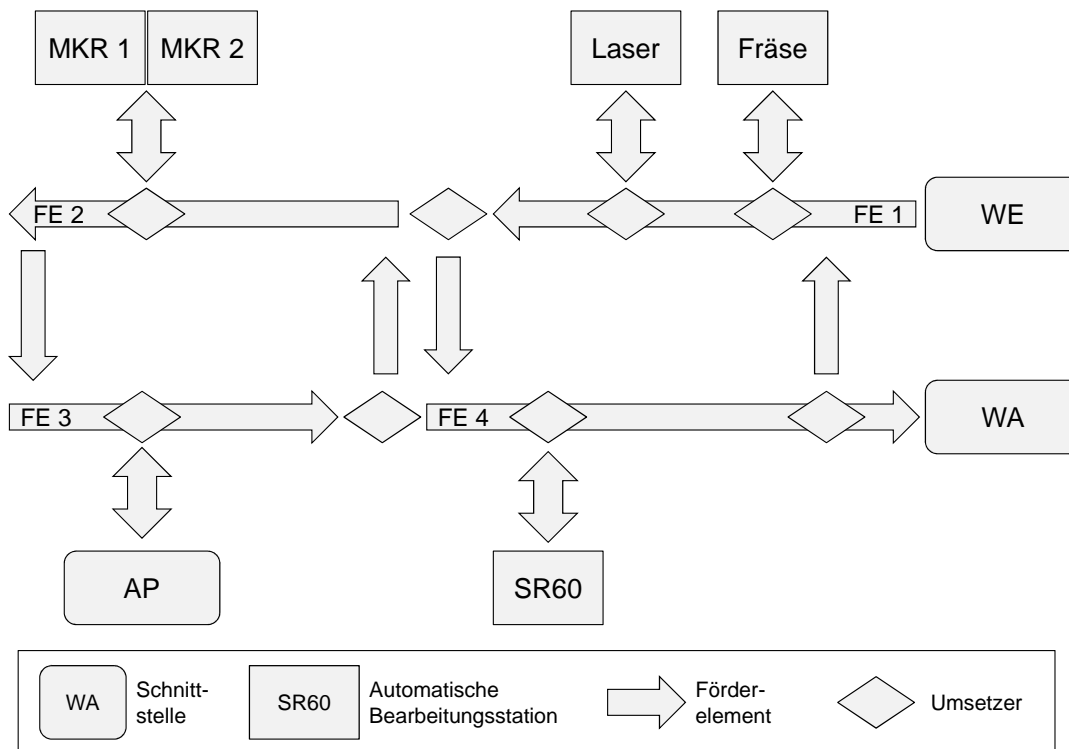 MKR 1
MKR 2
Laser
Fräse
FE 2
FE 1
WE
FE 3
FE 4
WA
AP
SR60
WA
Schnitt-
stelle
SR60
Automatische
Bearbeitungsstation
Förder-
element
Umsetzer